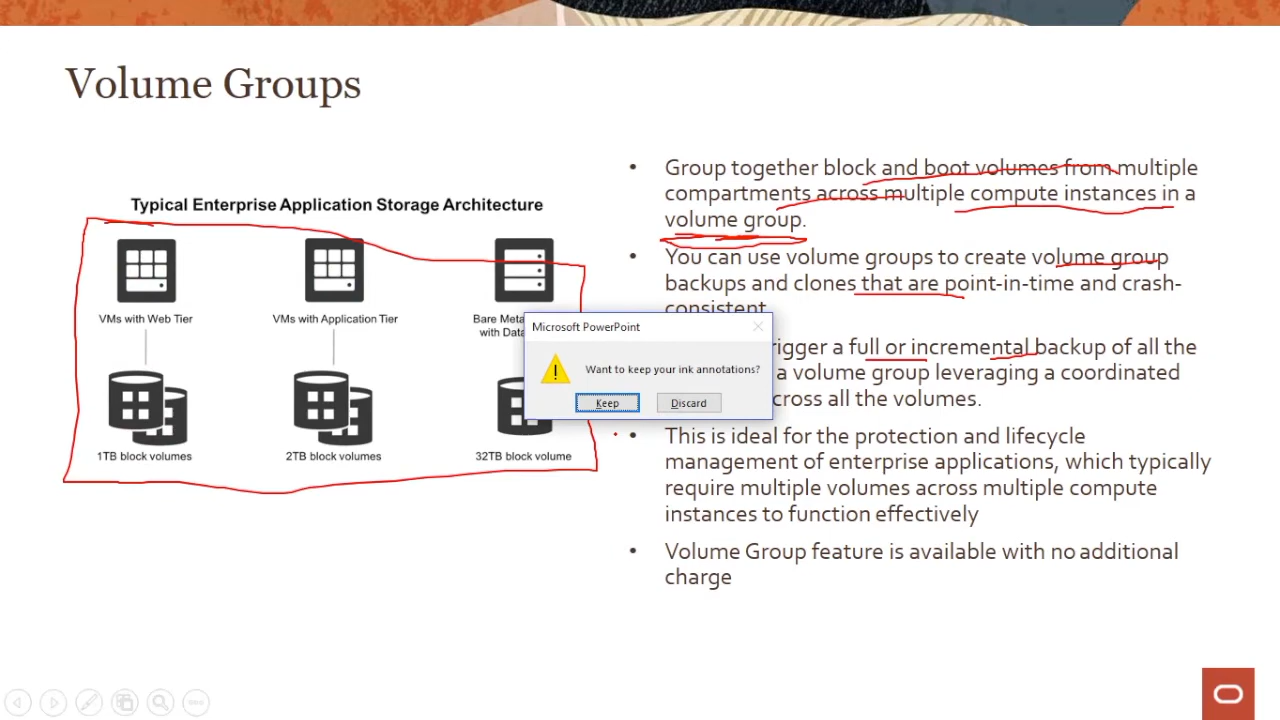 Volume Groups
Typical Enterprise Application Storage Architecture
VMs with Web Tier
VMs with Application Tier
Bare Meta
with Data
1TB block volumes
2TB block volumes
32TB block volume
• Group together block and boot volumes from multiple
compartments across multiple compute instances in a
volume group.
• You can use volume groups to create volume group
backups and clones that are point-in-time and crash-
consistent
rigger a full or incremental backup of all the
a volume group leveraging a coordinated
cross all the volumes.
• This is ideal for the protection and lifecycle
management of enterprise applications, which typically
require multiple volumes across multiple compute
instances to function effectively
• Volume Group feature is available with no additional
charge
Microsoft PowerPoint
Want to keep your ink annotations?
Keep
Discard